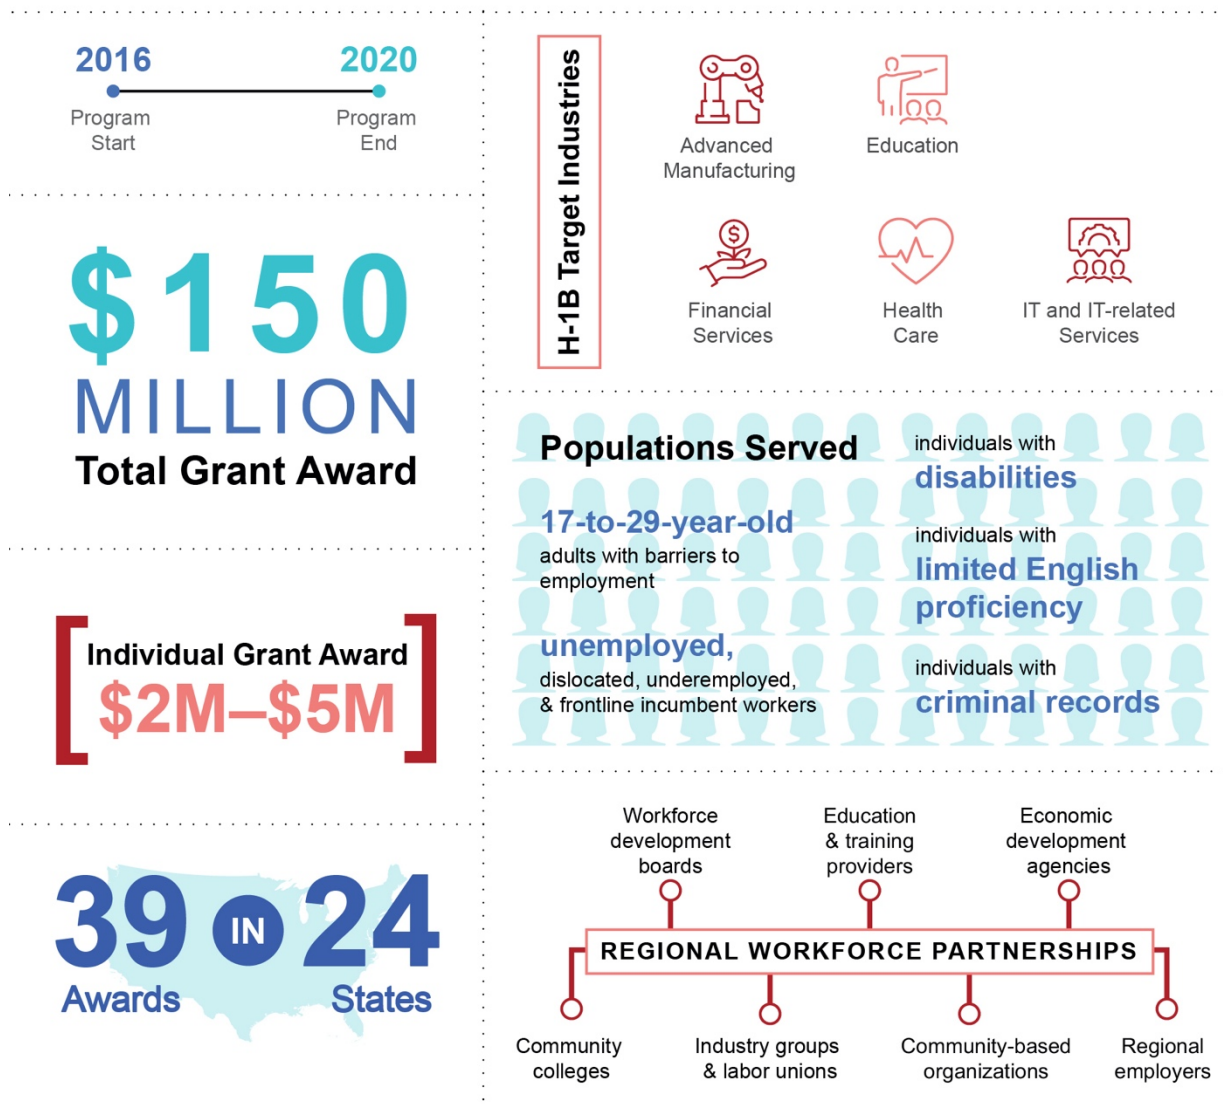 2016
Program
Start
2020
Program
End
$150
MILLION
Total Grant Award
Individual Grant Award
$2M–$5M
39 IN 24
Awards
States
H-1B Target Industries
Advanced
Manufacturing
Education
Financial
Services
Health
Care
IT and IT-related
Services
Populations Served
17-to-29-year-old
adults with barriers to
employment
unemployed,
dislocated, underemployed,
& frontline incumbent workers
individuals with
disabilities
individuals with
limited English
proficiency
individuals with
criminal records
Workforce
development
boards
Education
& training
providers
Economic
development
agencies
REGIONAL WORKFORCE PARTNERSHIPS
Community
colleges
Industry groups
& labor unions
Community-based
organizations
Regional
employers